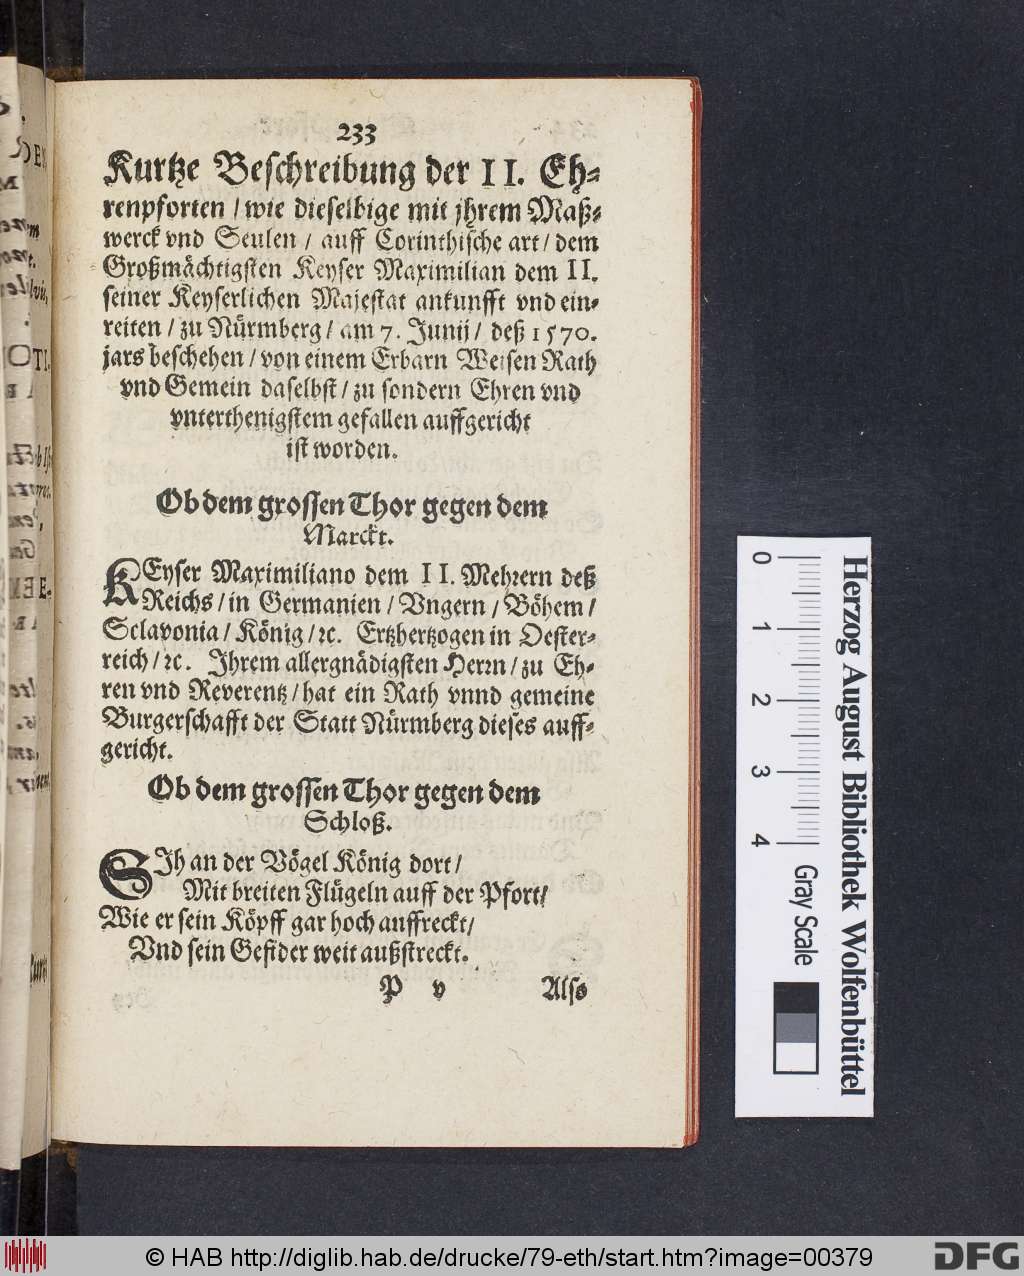 233
Kurtze Beschreibung der II. Eh⸗
renpforten / wie dieselbige mit jhrem Maß⸗
werck vnd Seulen / auff Corinthische art / dem
Großmächtigsten Keyser Maximilian dem II.
seiner Keyserlichen Majestat ankunfft vnd ein⸗
reiten / zu Nürmberg / am 7. Junij / deß 1570.
jars beschehen / von einem Erbarn Weisen Rath
vnd Gemein daselbst / zu sondern Ehren vnd
vnterthenigstem gefallen auffgericht
ist worden.
Ob dem grossen Thor gegen dem
Marckt.
KEyser Maximiliano dem II. Mehrern deß
Reichs / in Germanien / Vngern / Böhem /
Sclavonia / König / ꝛc. Ertzhertzogen in Oester⸗
reich / ꝛc. Jhrem allergnädigsten Herrn / zu Eh⸗
ren vnd Reverentz / hat ein Rath vnnd gemeine
Burgerschafft der Statt Nürmberg dieses auff⸗
gericht.
Ob dem grossen Thor gegen dem
Schloß.
SJh an der Vögel König dort /
Mit breiten Flügeln auff der Pfort /
Wie er sein Köpff gar hoch auffreckt /
Vnd sein Gefider weit außstreckt.
P v Also
0 1 2 3 4
Gray Scale
Herzog August Bibliothek Wolfenbüttel
© HAB http://diglib.hab.de/drucke/79-eth/start.htm?image=00379
DFG